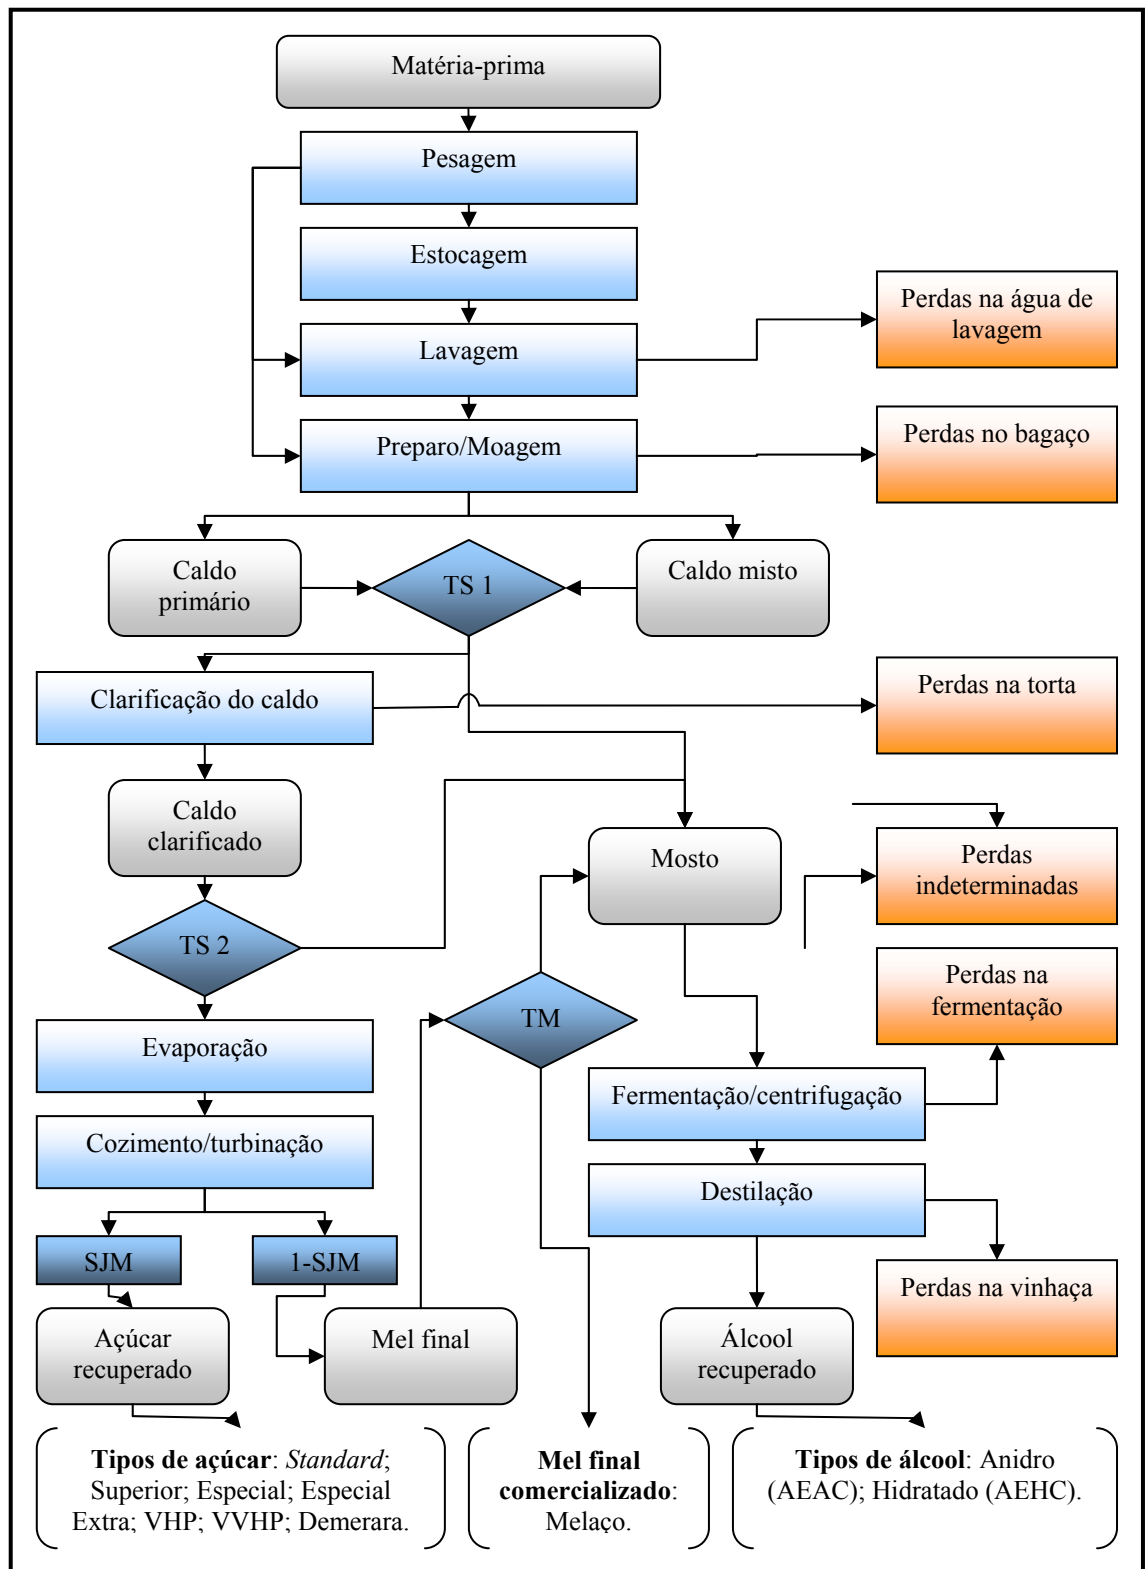 Matéria-prima
Pesagem
Estocagem
Perdas na água de
lavagem
Lavagem
Preparo/Moagem
Perdas no bagaço
Caldo
primário
TS 1
Caldo misto
Clarificação do caldo
Perdas na torta
Caldo
clarificado
Mosto
Perdas
indeterminadas
TS 2
Perdas na
fermentação
TM
Evaporação
Fermentação/centrifugação
Cozimento/turbinação
Destilação
SJM
1-SJM
Perdas na vinhaça
Açúcar
recuperado
Mel final
Álcool
recuperado
Tipos de açúcar: Standard;
Superior; Especial; Especial
Extra; VHP; VVHP; Demerara.
Mel final
comercializado:
Melaço.
Tipos de álcool: Anidro
(AEAC); Hidratado (AEHC).